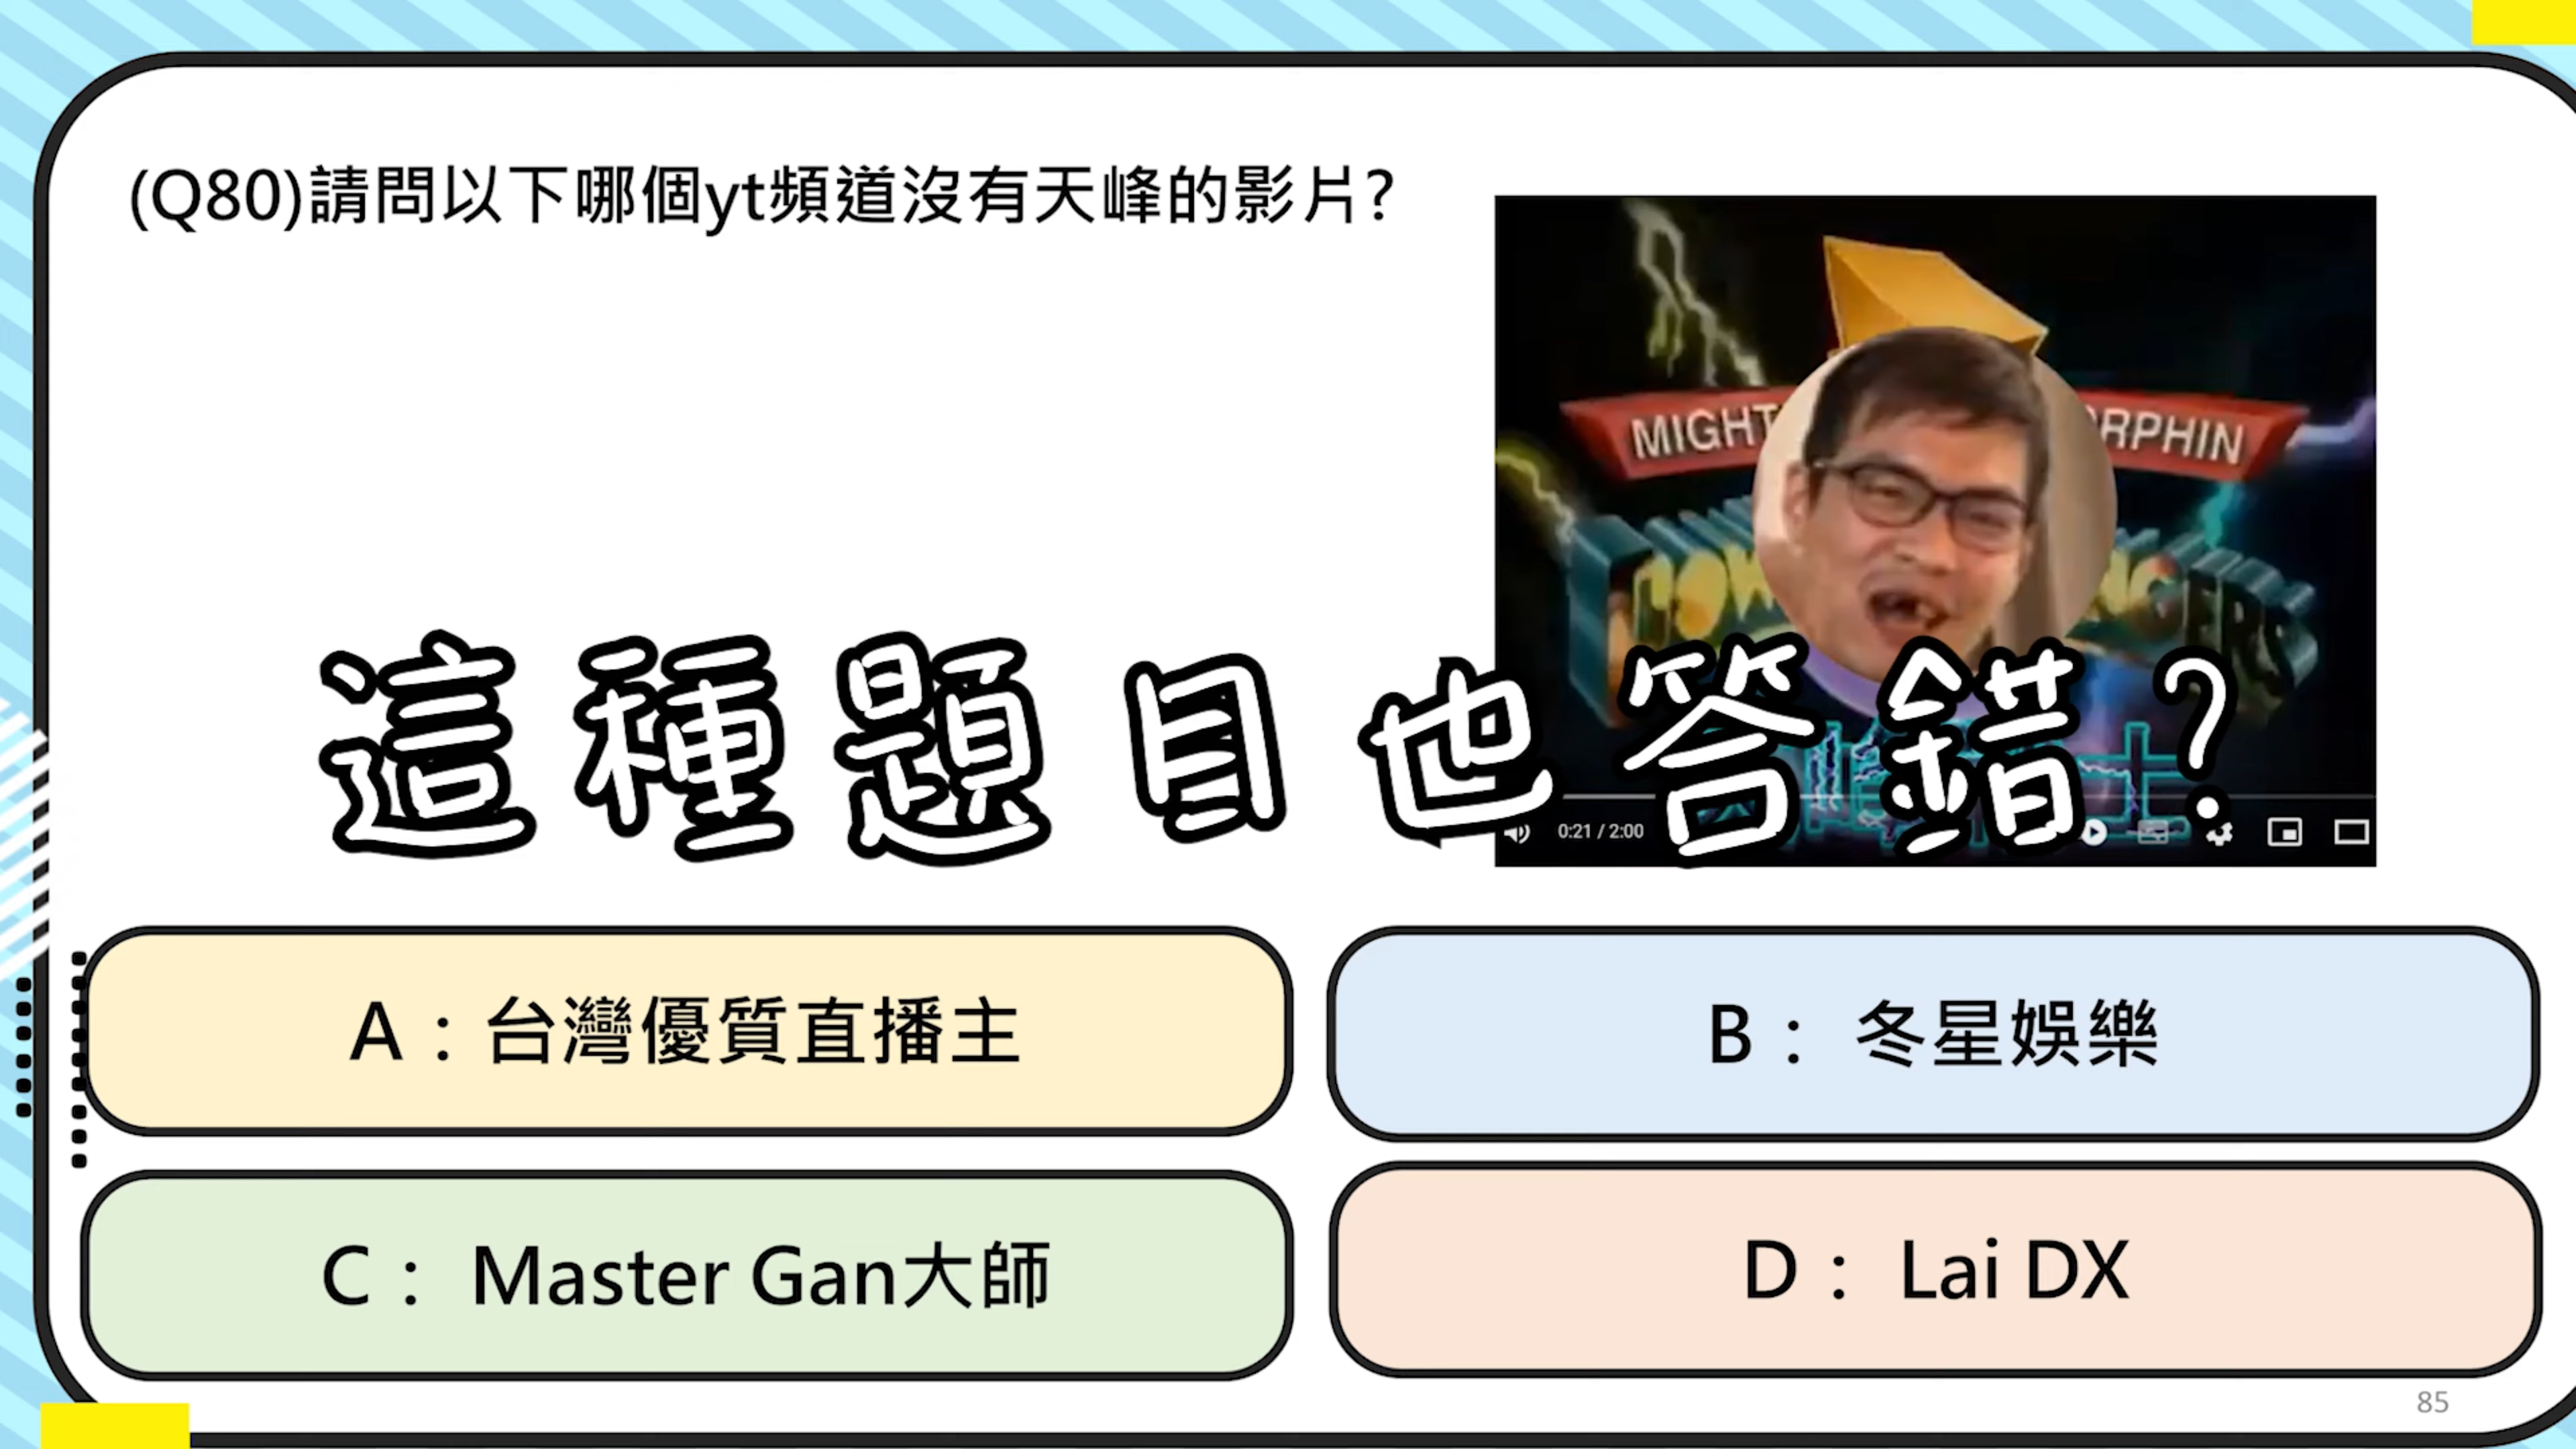 (Q80)請問以下哪個yt頻道沒有天峰的影片?
MIGHT
ORPHIN
這種題目也答錯?
0:21 / 2:00
A：台灣優質直播主
B： 冬星娛樂
C： Master Gan大師
D： Lai DX
85